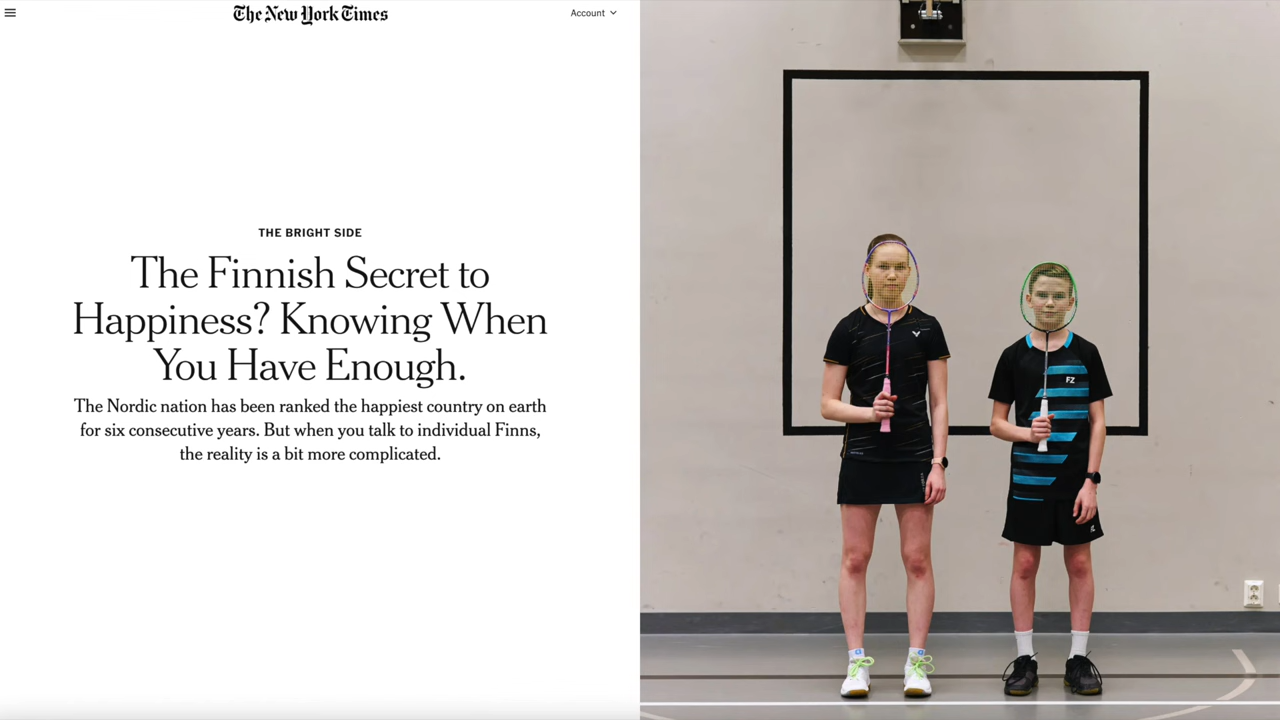 The New York Times
Account
THE BRIGHT SIDE
The Finnish Secret to
Happiness? Knowing When
You Have Enough.
The Nordic nation has been ranked the happiest country on earth
for six consecutive years. But when you talk to individual Finns,
the reality is a bit more complicated.
FZ